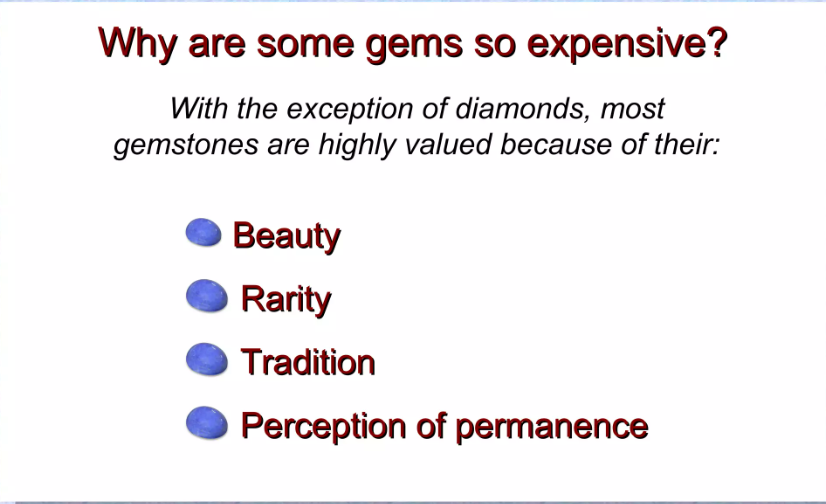 Why are some gems so expensive?
With the exception of diamonds, most
gemstones are highly valued because of their:
Beauty
Rarity
Tradition
Perception of permanence